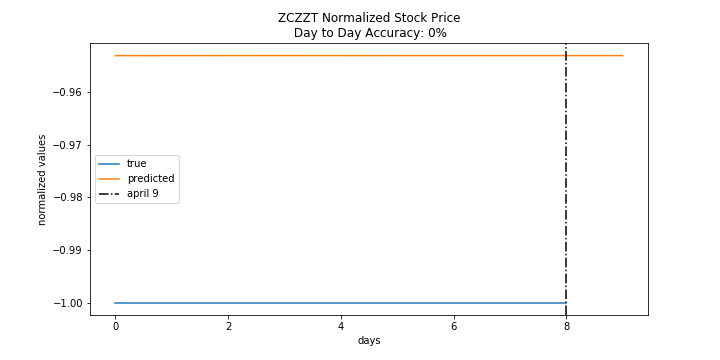 ZCZZT Normalized Stock Price
Day to Day Accuracy: 0%
−0.96
−0.97
−0.98
−0.99
−1.00
normalized values
true
predicted
april 9
0 2 4 6 8
days